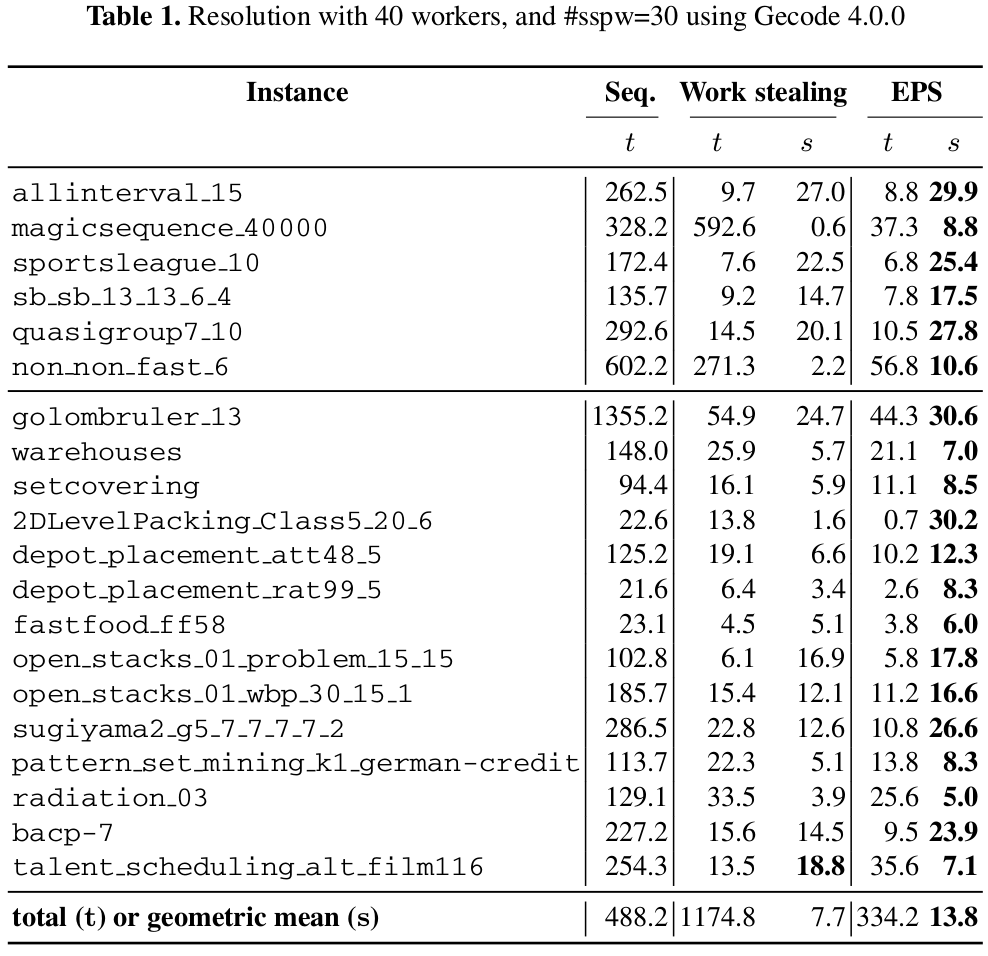 Table 1. Resolution with 40 workers, and #sspw=30 using Gecode 4.0.0
Instance Seq. Work stealing EPS
t t s t s
allinterval_15 262.5 9.7 27.0 8.8 29.9
magicsequence_40000 328.2 592.6 0.6 37.3 8.8
sportsleague_10 172.4 7.6 22.5 6.8 25.4
sb_sb_13_13_6_4 135.7 9.2 14.7 7.8 17.5
quasigroup7_10 292.6 14.5 20.1 10.5 27.8
non_non_fast_6 602.2 271.3 2.2 56.8 10.6
golombruler_13 1355.2 54.9 24.7 44.3 30.6
warehouses 148.0 25.9 5.7 21.1 7.0
setcovering 94.4 16.1 5.9 11.1 8.5
2DLevelPacking_Class5_20_6 22.6 13.8 1.6 0.7 30.2
depot_placement_att48_5 125.2 19.1 6.6 10.2 12.3
depot_placement_rat99_5 21.6 6.4 3.4 2.6 8.3
fastfood_ff58 23.1 4.5 5.1 3.8 6.0
open_stacks_01_problem_15_15 102.8 6.1 16.9 5.8 17.8
open_stacks_01_wbp_30_15_1 185.7 15.4 12.1 11.2 16.6
sugiyama2_g5_7_7_7_7_2 286.5 22.8 12.6 10.8 26.6
pattern_set_mining_k1_german-credit 113.7 22.3 5.1 13.8 8.3
radiation_03 129.1 33.5 3.9 25.6 5.0
bacp-7 227.2 15.6 14.5 9.5 23.9
talent_scheduling_alt_film116 254.3 13.5 18.8 35.6 7.1
total (t) or geometric mean (s) 488.2 1174.8 7.7 334.2 13.8